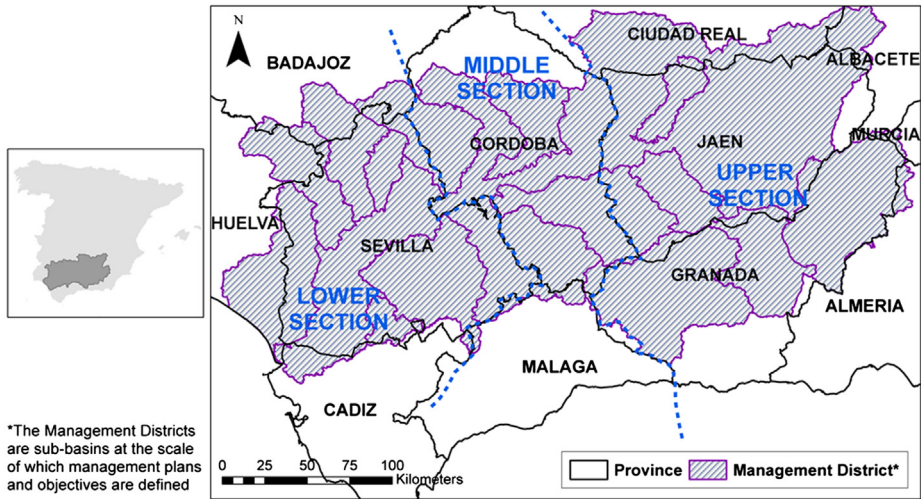 N
BADAJOZ
CIUDAD REAL
ALBACETE
MIDDLE
SECTION
CORDOBA
JAEN
MURCIA
UPPER
SECTION
HUELVA
SEVILLA
GRANADA
LOWER
SECTION
ALMERIA
MALAGA
CADIZ
*The Management Districts
are sub-basins at the scale
of which management plans
and objectives are defined
0 25 50 75 100
Kilometers
Province
Management District*